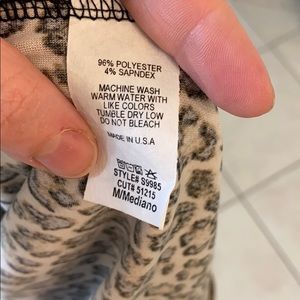 96% POLYESTER
4% SAPNDEX
MACHINE WASH
WARM WATER WITH
LIKE COLORS
TUMBLE DRY LOW
DO NOT BLEACH
MADE IN U.S.A
STYLE# S9985
CUT# 51215
M/Mediano